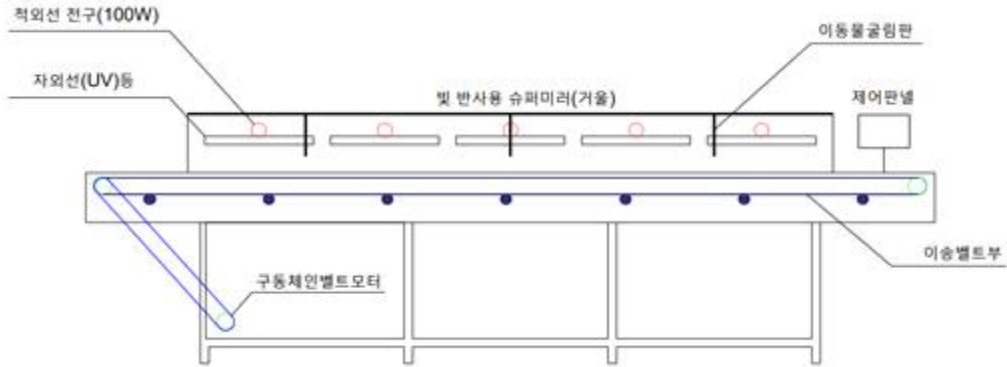 적외선 전구(100W)
이동물굴림판
자외선(UV)등
빛 반사용 슈퍼미러(거울)
제어판넬
이송벨트부
구동체인벨트모터